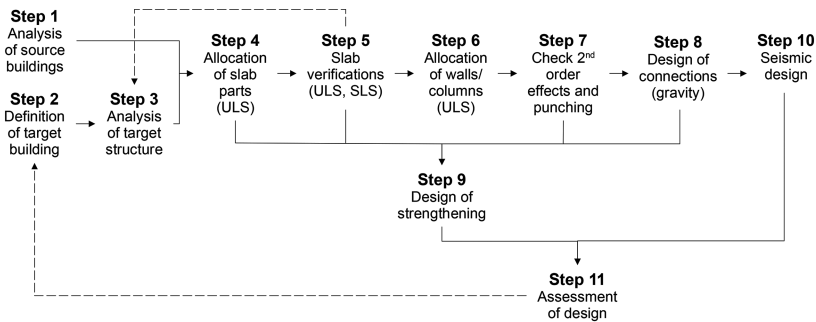 Step 1
Analysis
of source
buildings
Step 2
Definition
of target
building
Step 3
Analysis
of target
structure
Step 4
Allocation
of slab
parts
(ULS)
Step 5
Slab
verifications
(ULS, SLS)
Step 6
Allocation
of walls/
columns
(ULS)
Step 7
Check 2nd
order
effects and
punching
Step 8
Design of
connections
(gravity)
Step 10
Seismic
design
Step 9
Design of
strengthening
Step 11
Assessment
of design